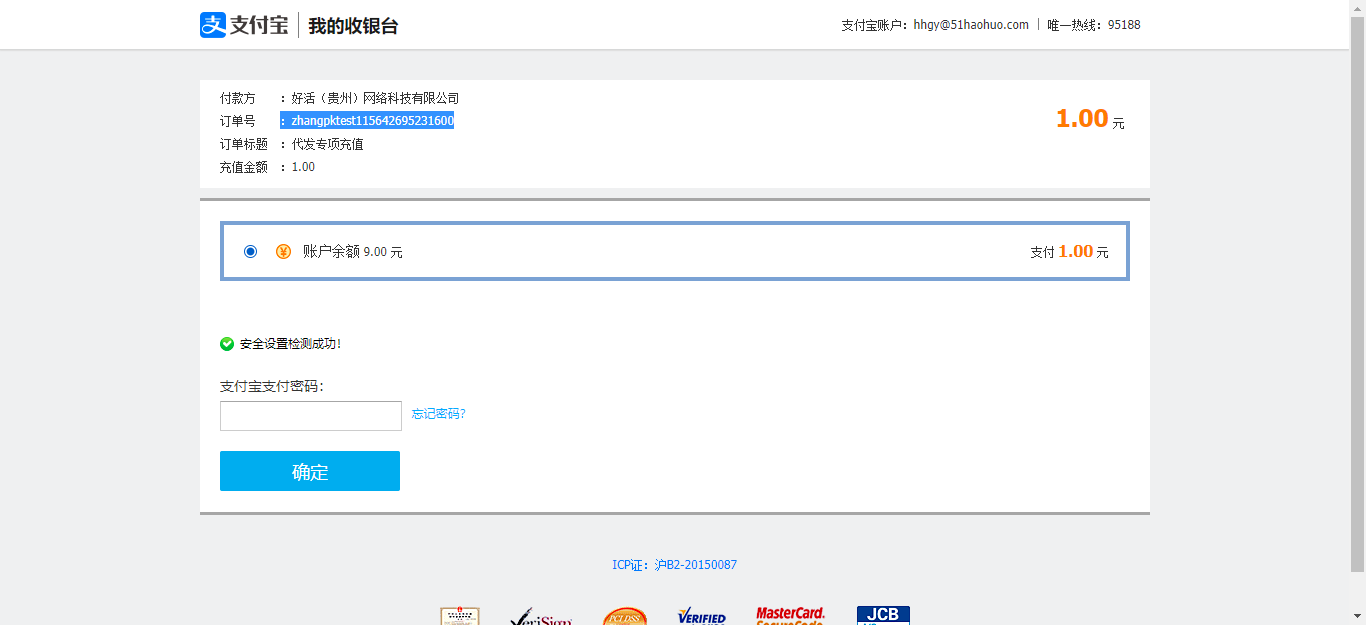 支付宝 我的收银台 支付宝账户：hhgy@51haohuo.com 唯一热线：95188
付款方 ：好活（贵州）网络科技有限公司
订单号 ：zhangpktest115642695231600
1.00 元
订单标题 ：代发专项充值
充值金额 ：1.00
账户余额 9.00 元 支付 1.00 元
安全设置检测成功！
支付宝支付密码：
忘记密码?
确定
ICP证：沪B2-20150087
VeriSign VERIFIED MasterCard. JCB